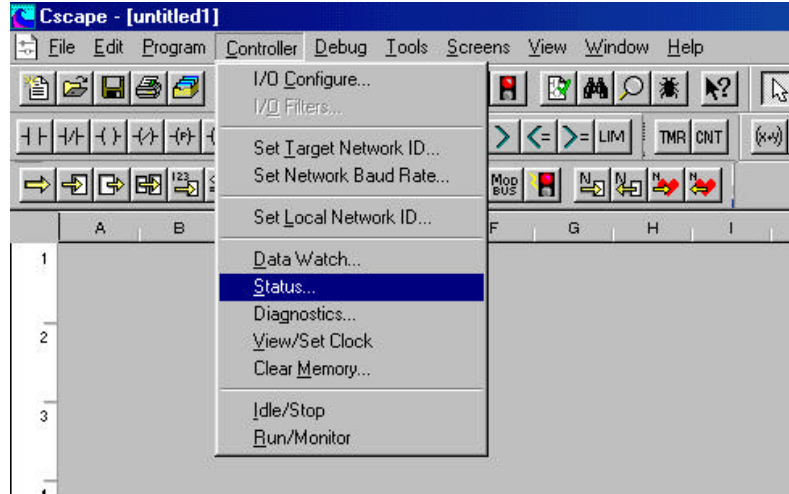 Cscape - [untitled1]
File Edit Program Controller Debug Tools Screens View Window Help
I/O Configure...
I/O Filters...
LIM TMR CNT
Set Target Network ID...
Set Network Baud Rate...
123 Mod BUS N N N N
Set Local Network ID...
A B F G H I
1
Data Watch...
Status...
Diagnostics...
2
View/Set Clock
Clear Memory...
3
Idle/Stop
Run/Monitor